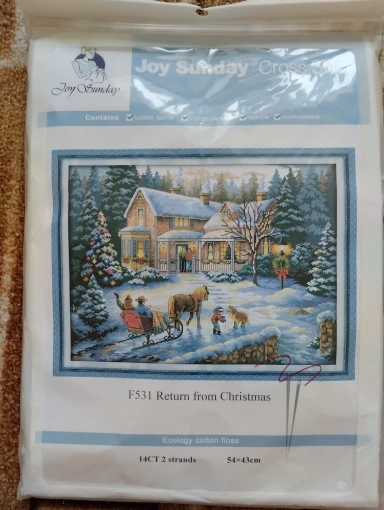 Joy Sunday
Joy Sunday Cross
Contains cotton fabric needle instructions
F531 Return from Christmas
Ecology cotton floss
14CT 2 strands 54×43cm